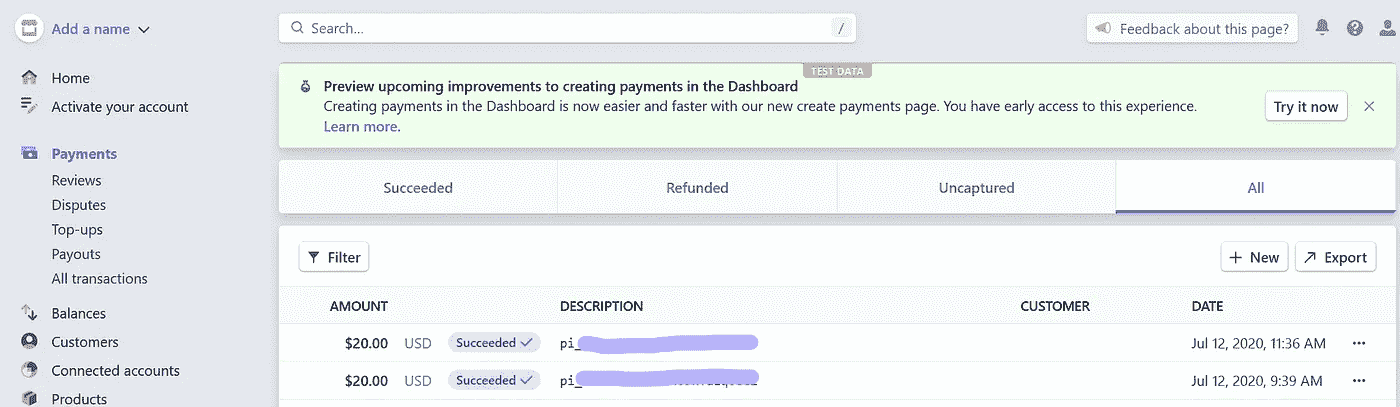 Add a name
Search...
/
Feedback about this page?
Home
Activate your account
Payments
Reviews
Disputes
Top-ups
Payouts
All transactions
Balances
Customers
Connected accounts
Products
TEST DATA
Preview upcoming improvements to creating payments in the Dashboard
Creating payments in the Dashboard is now easier and faster with our new create payments page. You have early access to this experience.
Learn more.
Try it now
Succeeded Refunded Uncaptured All
Filter
New
Export
AMOUNT DESCRIPTION CUSTOMER DATE
$20.00 USD Succeeded pi_ Jul 12, 2020, 11:36 AM
$20.00 USD Succeeded pi_ Jul 12, 2020, 9:39 AM